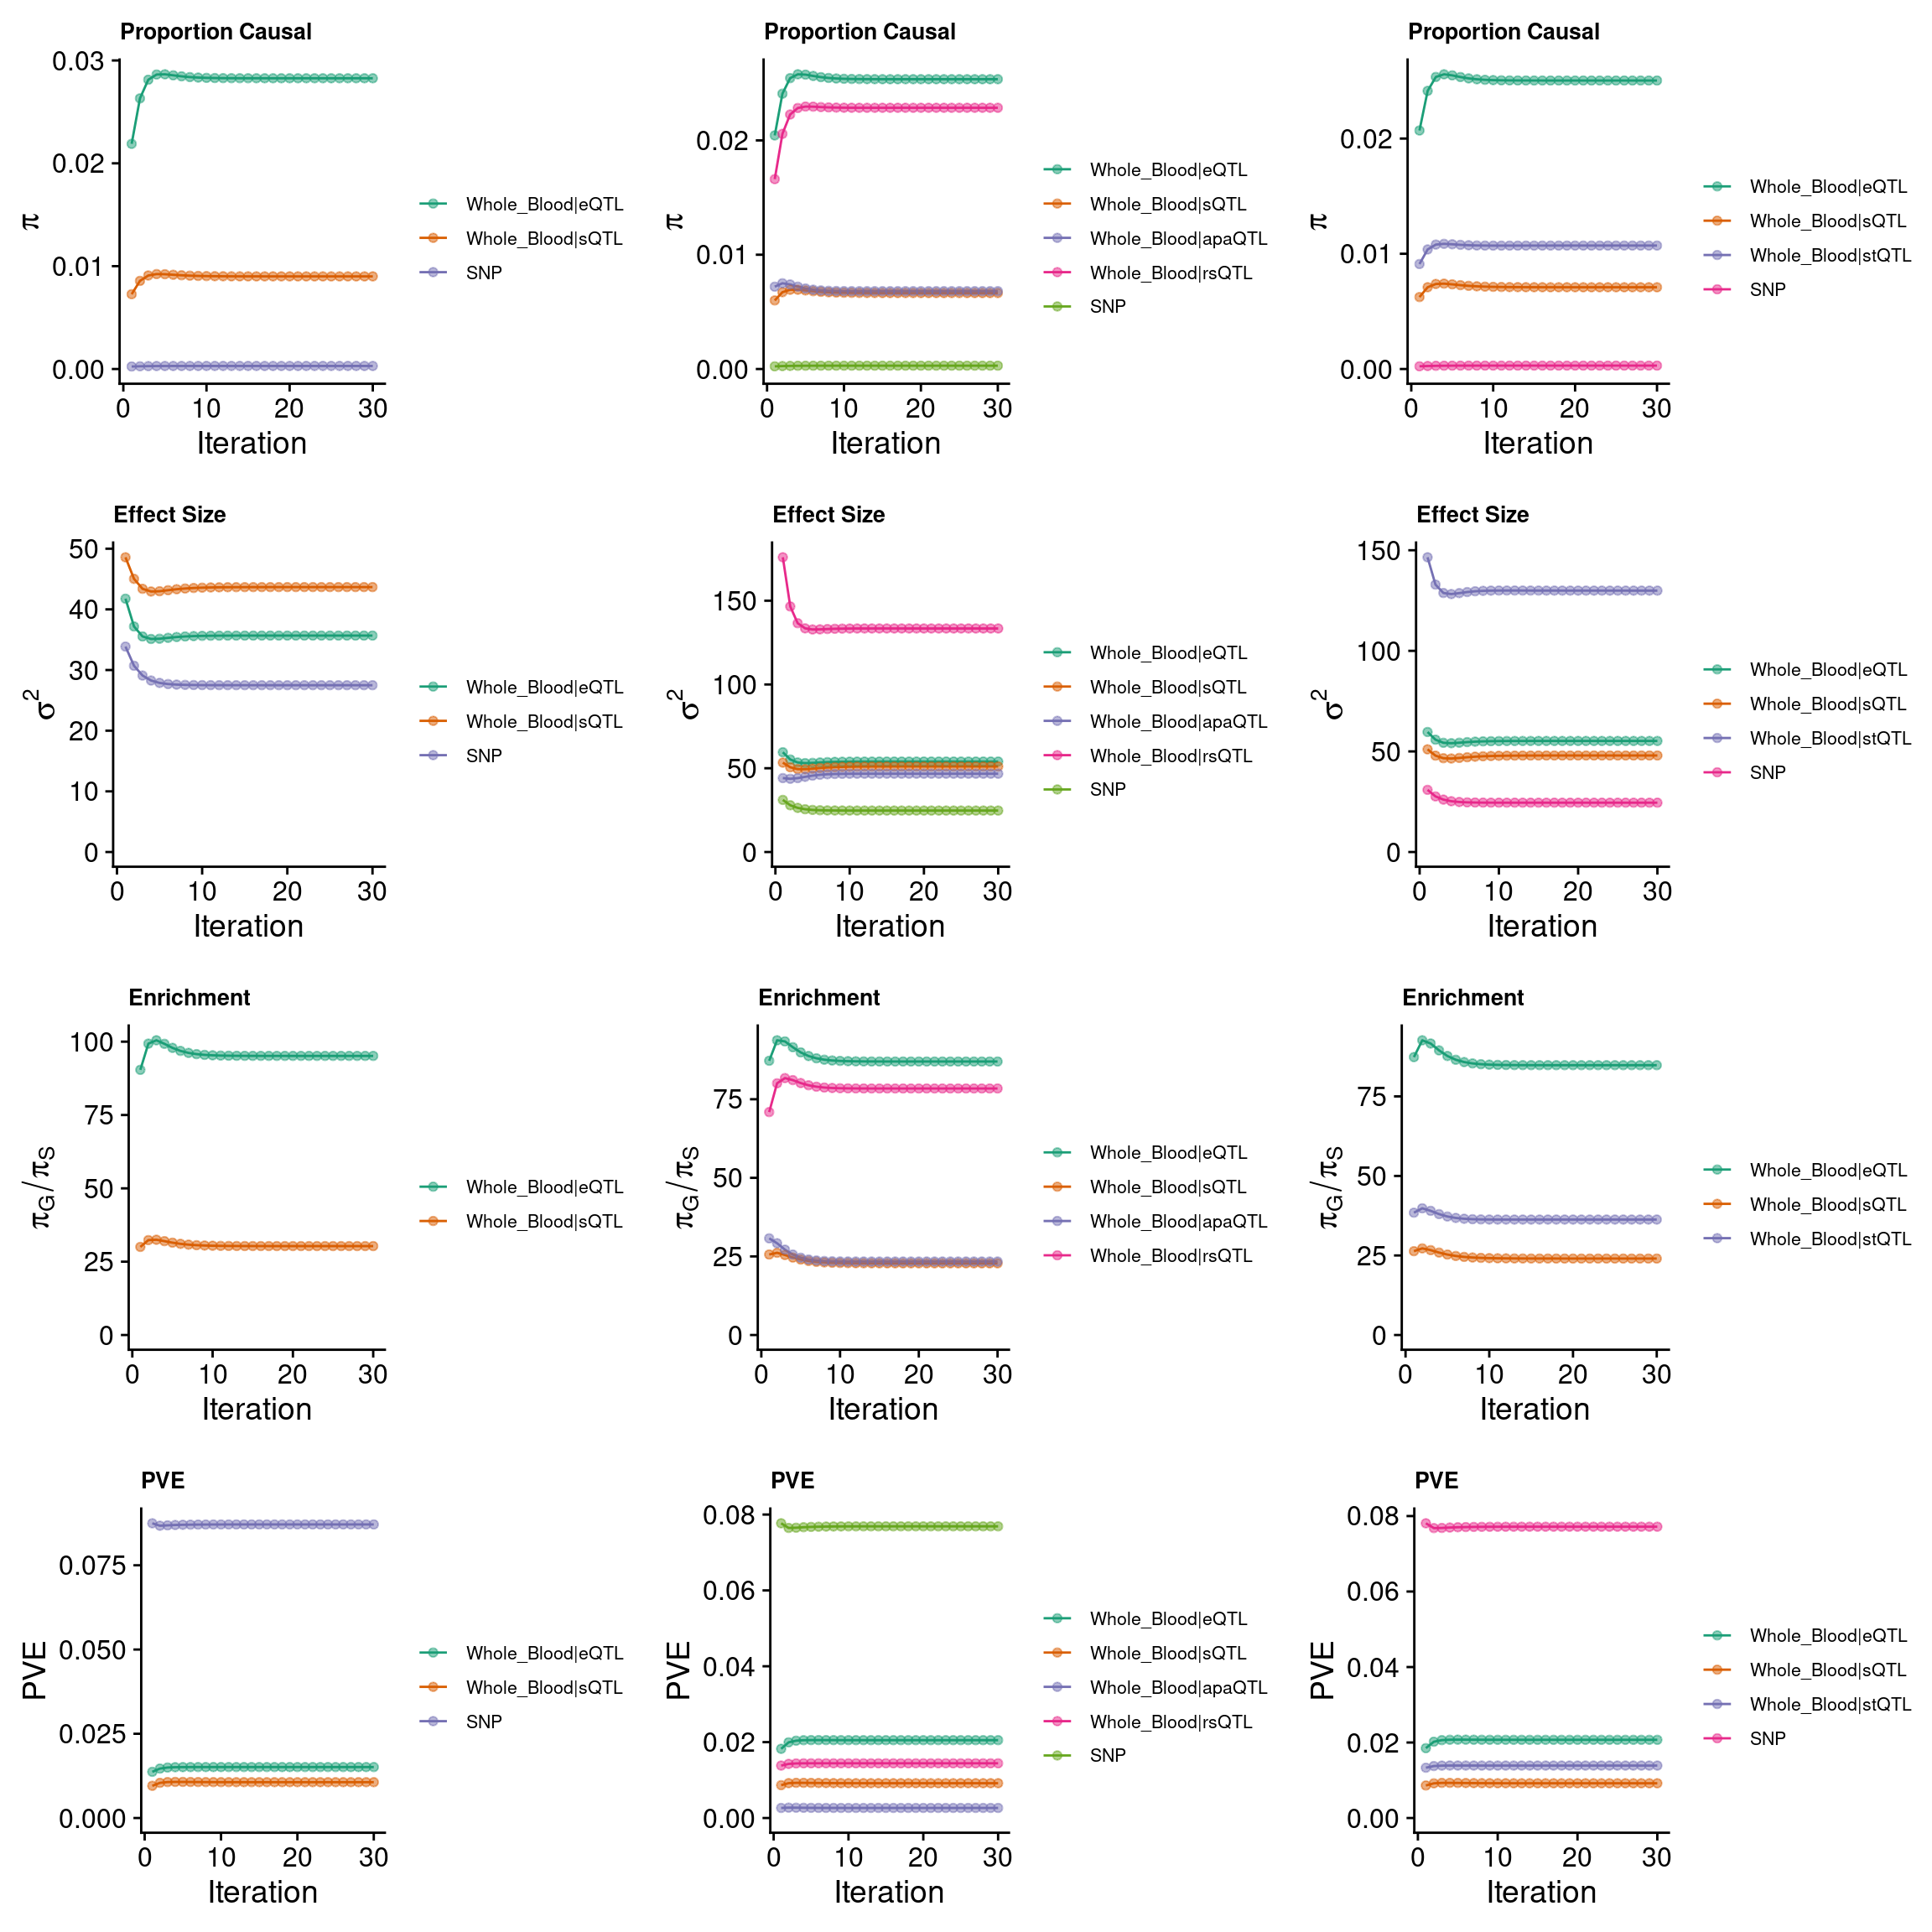 Proportion Causal
π
0.03
0.02
0.01
0.00
0 10 20 30
Iteration
Whole_Blood|eQTL
Whole_Blood|sQTL
SNP
Proportion Causal
π
0.02
0.01
0.00
0 10 20 30
Iteration
Whole_Blood|eQTL
Whole_Blood|sQTL
Whole_Blood|apaQTL
Whole_Blood|rsQTL
SNP
Proportion Causal
π
0.02
0.01
0.00
0 10 20 30
Iteration
Whole_Blood|eQTL
Whole_Blood|sQTL
Whole_Blood|stQTL
SNP
Effect Size
σ²
50
40
30
20
10
0
0 10 20 30
Iteration
Whole_Blood|eQTL
Whole_Blood|sQTL
SNP
Effect Size
σ²
150
100
50
0
0 10 20 30
Iteration
Whole_Blood|eQTL
Whole_Blood|sQTL
Whole_Blood|apaQTL
Whole_Blood|rsQTL
SNP
Effect Size
σ²
150
100
50
0
0 10 20 30
Iteration
Whole_Blood|eQTL
Whole_Blood|sQTL
Whole_Blood|stQTL
SNP
Enrichment
πG/πS
100
75
50
25
0
0 10 20 30
Iteration
Whole_Blood|eQTL
Whole_Blood|sQTL
Enrichment
πG/πS
75
50
25
0
0 10 20 30
Iteration
Whole_Blood|eQTL
Whole_Blood|sQTL
Whole_Blood|apaQTL
Whole_Blood|rsQTL
Enrichment
πG/πS
75
50
25
0
0 10 20 30
Iteration
Whole_Blood|eQTL
Whole_Blood|sQTL
Whole_Blood|stQTL
PVE
PVE
0.075
0.050
0.025
0.000
0 10 20 30
Iteration
Whole_Blood|eQTL
Whole_Blood|sQTL
SNP
PVE
PVE
0.08
0.06
0.04
0.02
0.00
0 10 20 30
Iteration
Whole_Blood|eQTL
Whole_Blood|sQTL
Whole_Blood|apaQTL
Whole_Blood|rsQTL
SNP
PVE
PVE
0.08
0.06
0.04
0.02
0.00
0 10 20 30
Iteration
Whole_Blood|eQTL
Whole_Blood|sQTL
Whole_Blood|stQTL
SNP